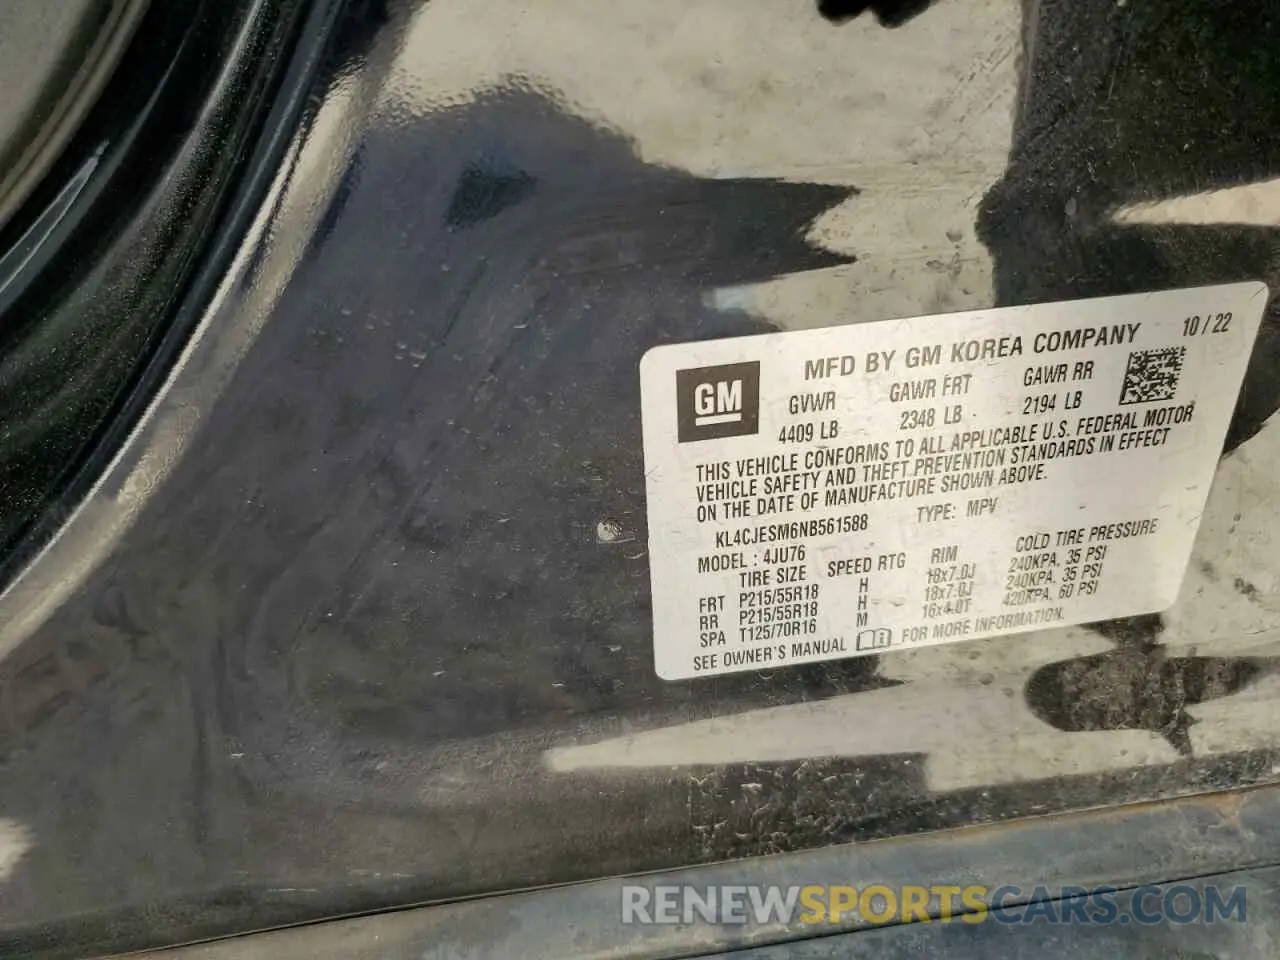 MFD BY GM KOREA COMPANY 10 / 22
GM
GVWR GAWR FRT GAWR RR
4409 LB 2348 LB 2194 LB
THIS VEHICLE CONFORMS TO ALL APPLICABLE U.S. FEDERAL MOTOR
VEHICLE SAFETY AND THEFT PREVENTION STANDARDS IN EFFECT
ON THE DATE OF MANUFACTURE SHOWN ABOVE.
KL4CJESM6NB561588 TYPE: MPV
MODEL : 4JU76
TIRE SIZE SPEED RTG RIM COLD TIRE PRESSURE
FRT P215/55R18 H 18x7.0J 240KPA, 35 PSI
RR P215/55R18 H 18x7.0J 240KPA, 35 PSI
SPA T125/70R16 M 16x4.0T 420KPA, 60 PSI
SEE OWNER'S MANUAL FOR MORE INFORMATION.
RENEWSPORTSCARS.COM